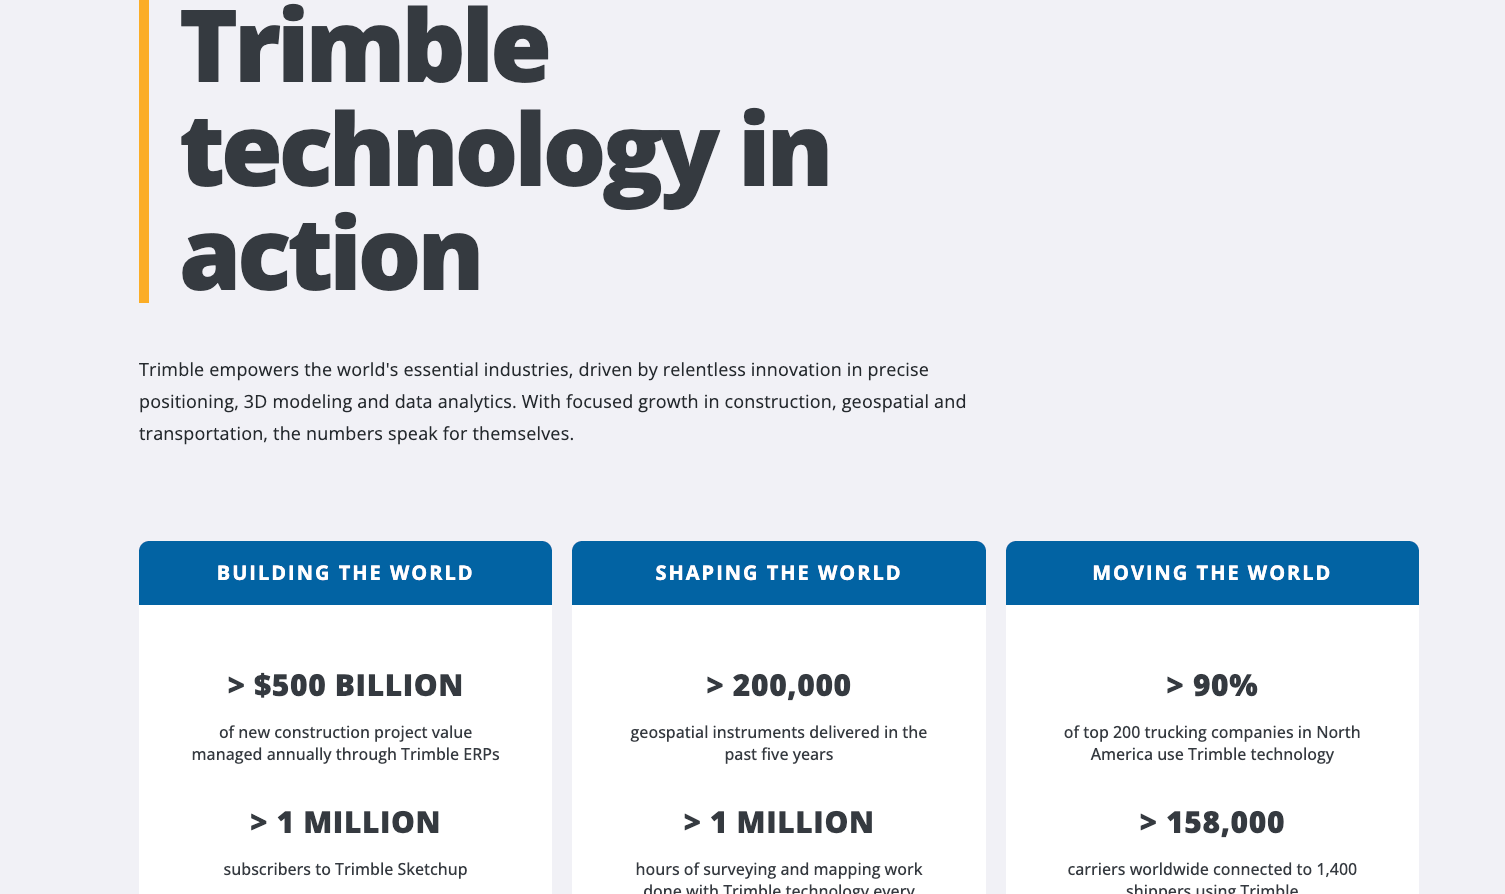 Trimble
technology in
action
Trimble empowers the world's essential industries, driven by relentless innovation in precise
positioning, 3D modeling and data analytics. With focused growth in construction, geospatial and
transportation, the numbers speak for themselves.
BUILDING THE WORLD
> $500 BILLION
of new construction project value
managed annually through Trimble ERPs
> 1 MILLION
subscribers to Trimble Sketchup
SHAPING THE WORLD
> 200,000
geospatial instruments delivered in the
past five years
> 1 MILLION
hours of surveying and mapping work
done with Trimble technology every
MOVING THE WORLD
> 90%
of top 200 trucking companies in North
America use Trimble technology
> 158,000
carriers worldwide connected to 1,400
shippers using Trimble